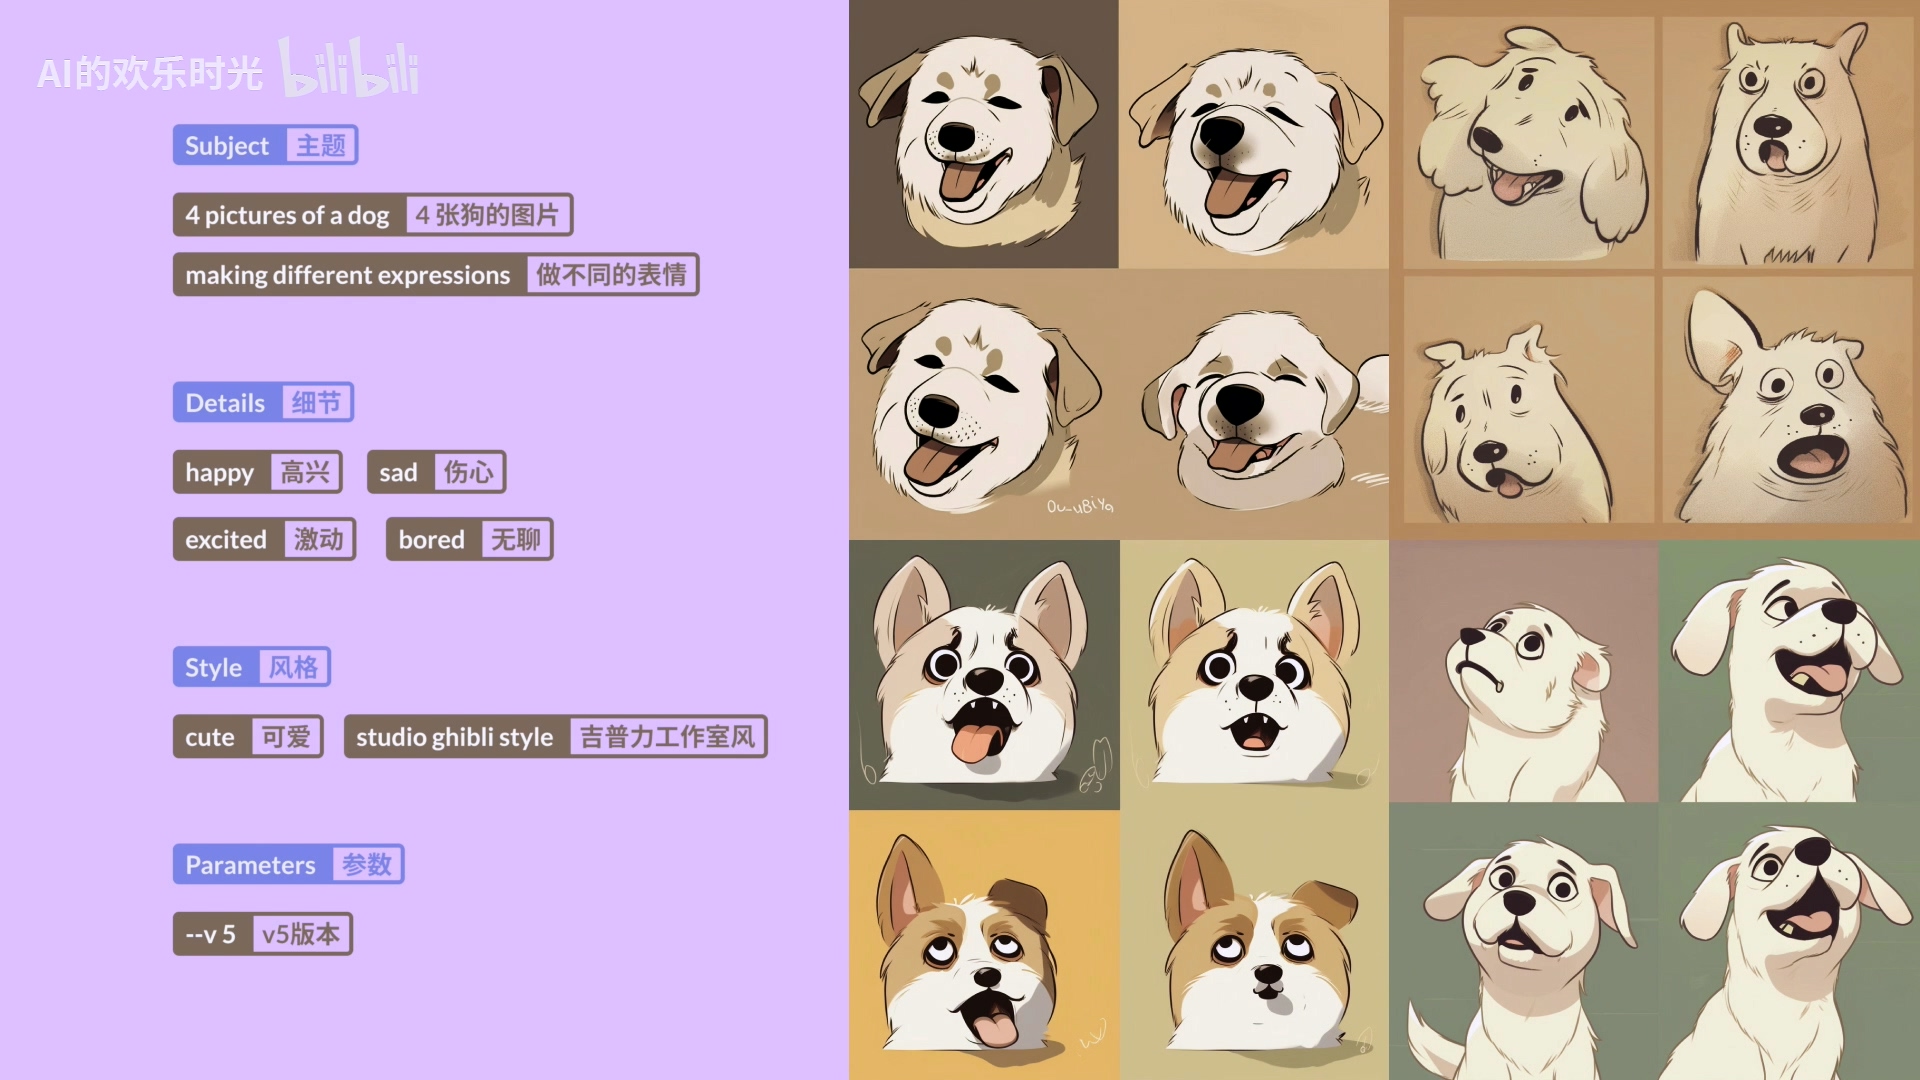 AI的欢乐时光 bilibili
Subject 主题
4 pictures of a dog 4 张狗的图片
making different expressions 做不同的表情
Details 细节
happy 高兴 sad 伤心
excited 激动 bored 无聊
Style 风格
cute 可爱 studio ghibli style 吉普力工作室风
Parameters 参数
--v 5 v5版本